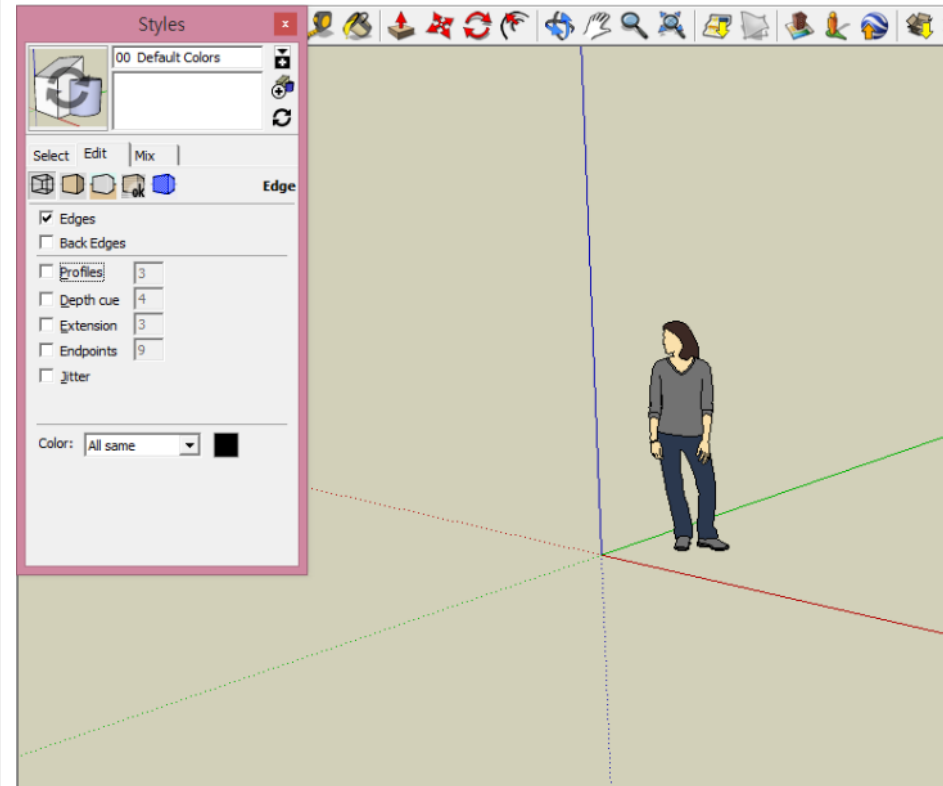 Styles
x
00 Default Colors
Select Edit Mix
ok
Edge
Edges
Back Edges
Profiles 3
Depth cue 4
Extension 3
Endpoints 9
Jitter
Color: All same